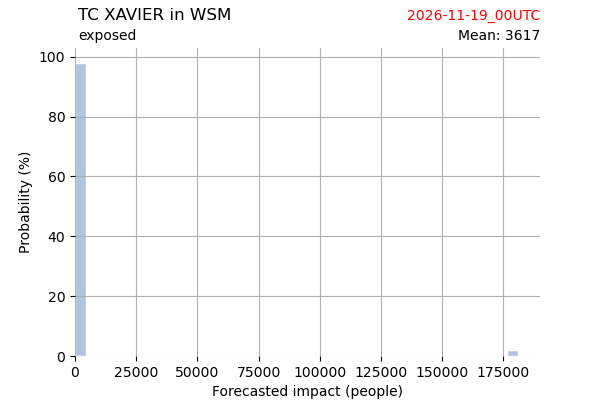 TC XAVIER in WSM
2026-11-19_00UTC
exposed
Mean: 3617
100
80
60
40
20
0
Probability (%)
0 25000 50000 75000 100000 125000 150000 175000
Forecasted impact (people)